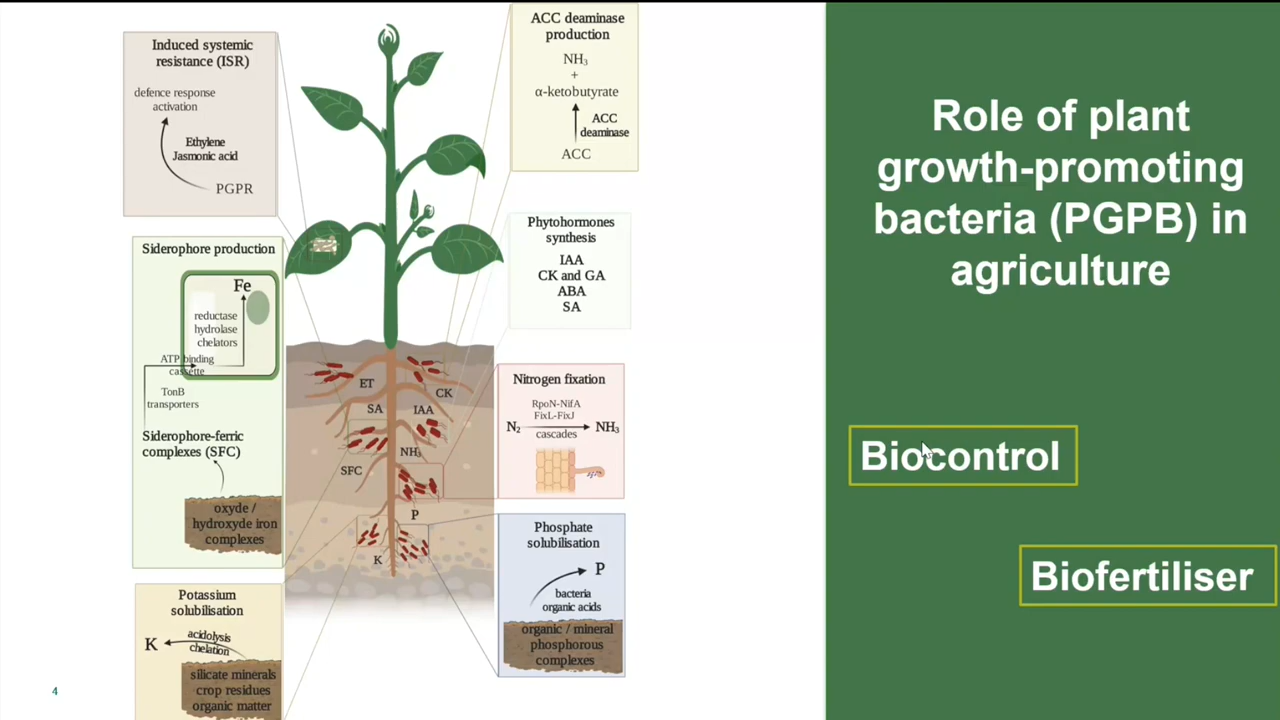 Induced systemic
resistance (ISR)
defence response
activation
Ethylene
Jasmonic acid
PGPR
Siderophore production
Fe
reductase
hydrolase
chelators
ATP binding
cassette
TonB
transporters
Siderophore-ferric
complexes (SFC)
oxyde /
hydroxyde iron
complexes
Potassium
solubilisation
K
acidolysis
chelation
silicate minerals
crop residues
organic matter
4
ET
CK
SA
IAA
NH3
SFC
P
K
ACC deaminase
production
NH3
+
α-ketobutyrate
ACC
deaminase
ACC
Phytohormones
synthesis
IAA
CK and GA
ABA
SA
Nitrogen fixation
RpoN-NifA
FixL-FixJ
N2
NH3
cascades
Phosphate
solubilisation
P
bacteria
organic acids
organic / mineral
phosphorous
complexes
Role of plant
growth-promoting
bacteria (PGPB) in
agriculture
Biocontrol
Biofertiliser